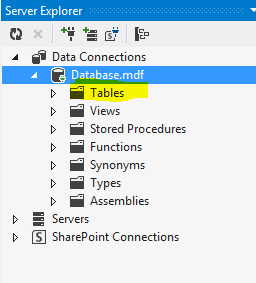 Server Explorer
Data Connections
Database.mdf
Tables
Views
Stored Procedures
Functions
Synonyms
Types
Assemblies
Servers
SharePoint Connections